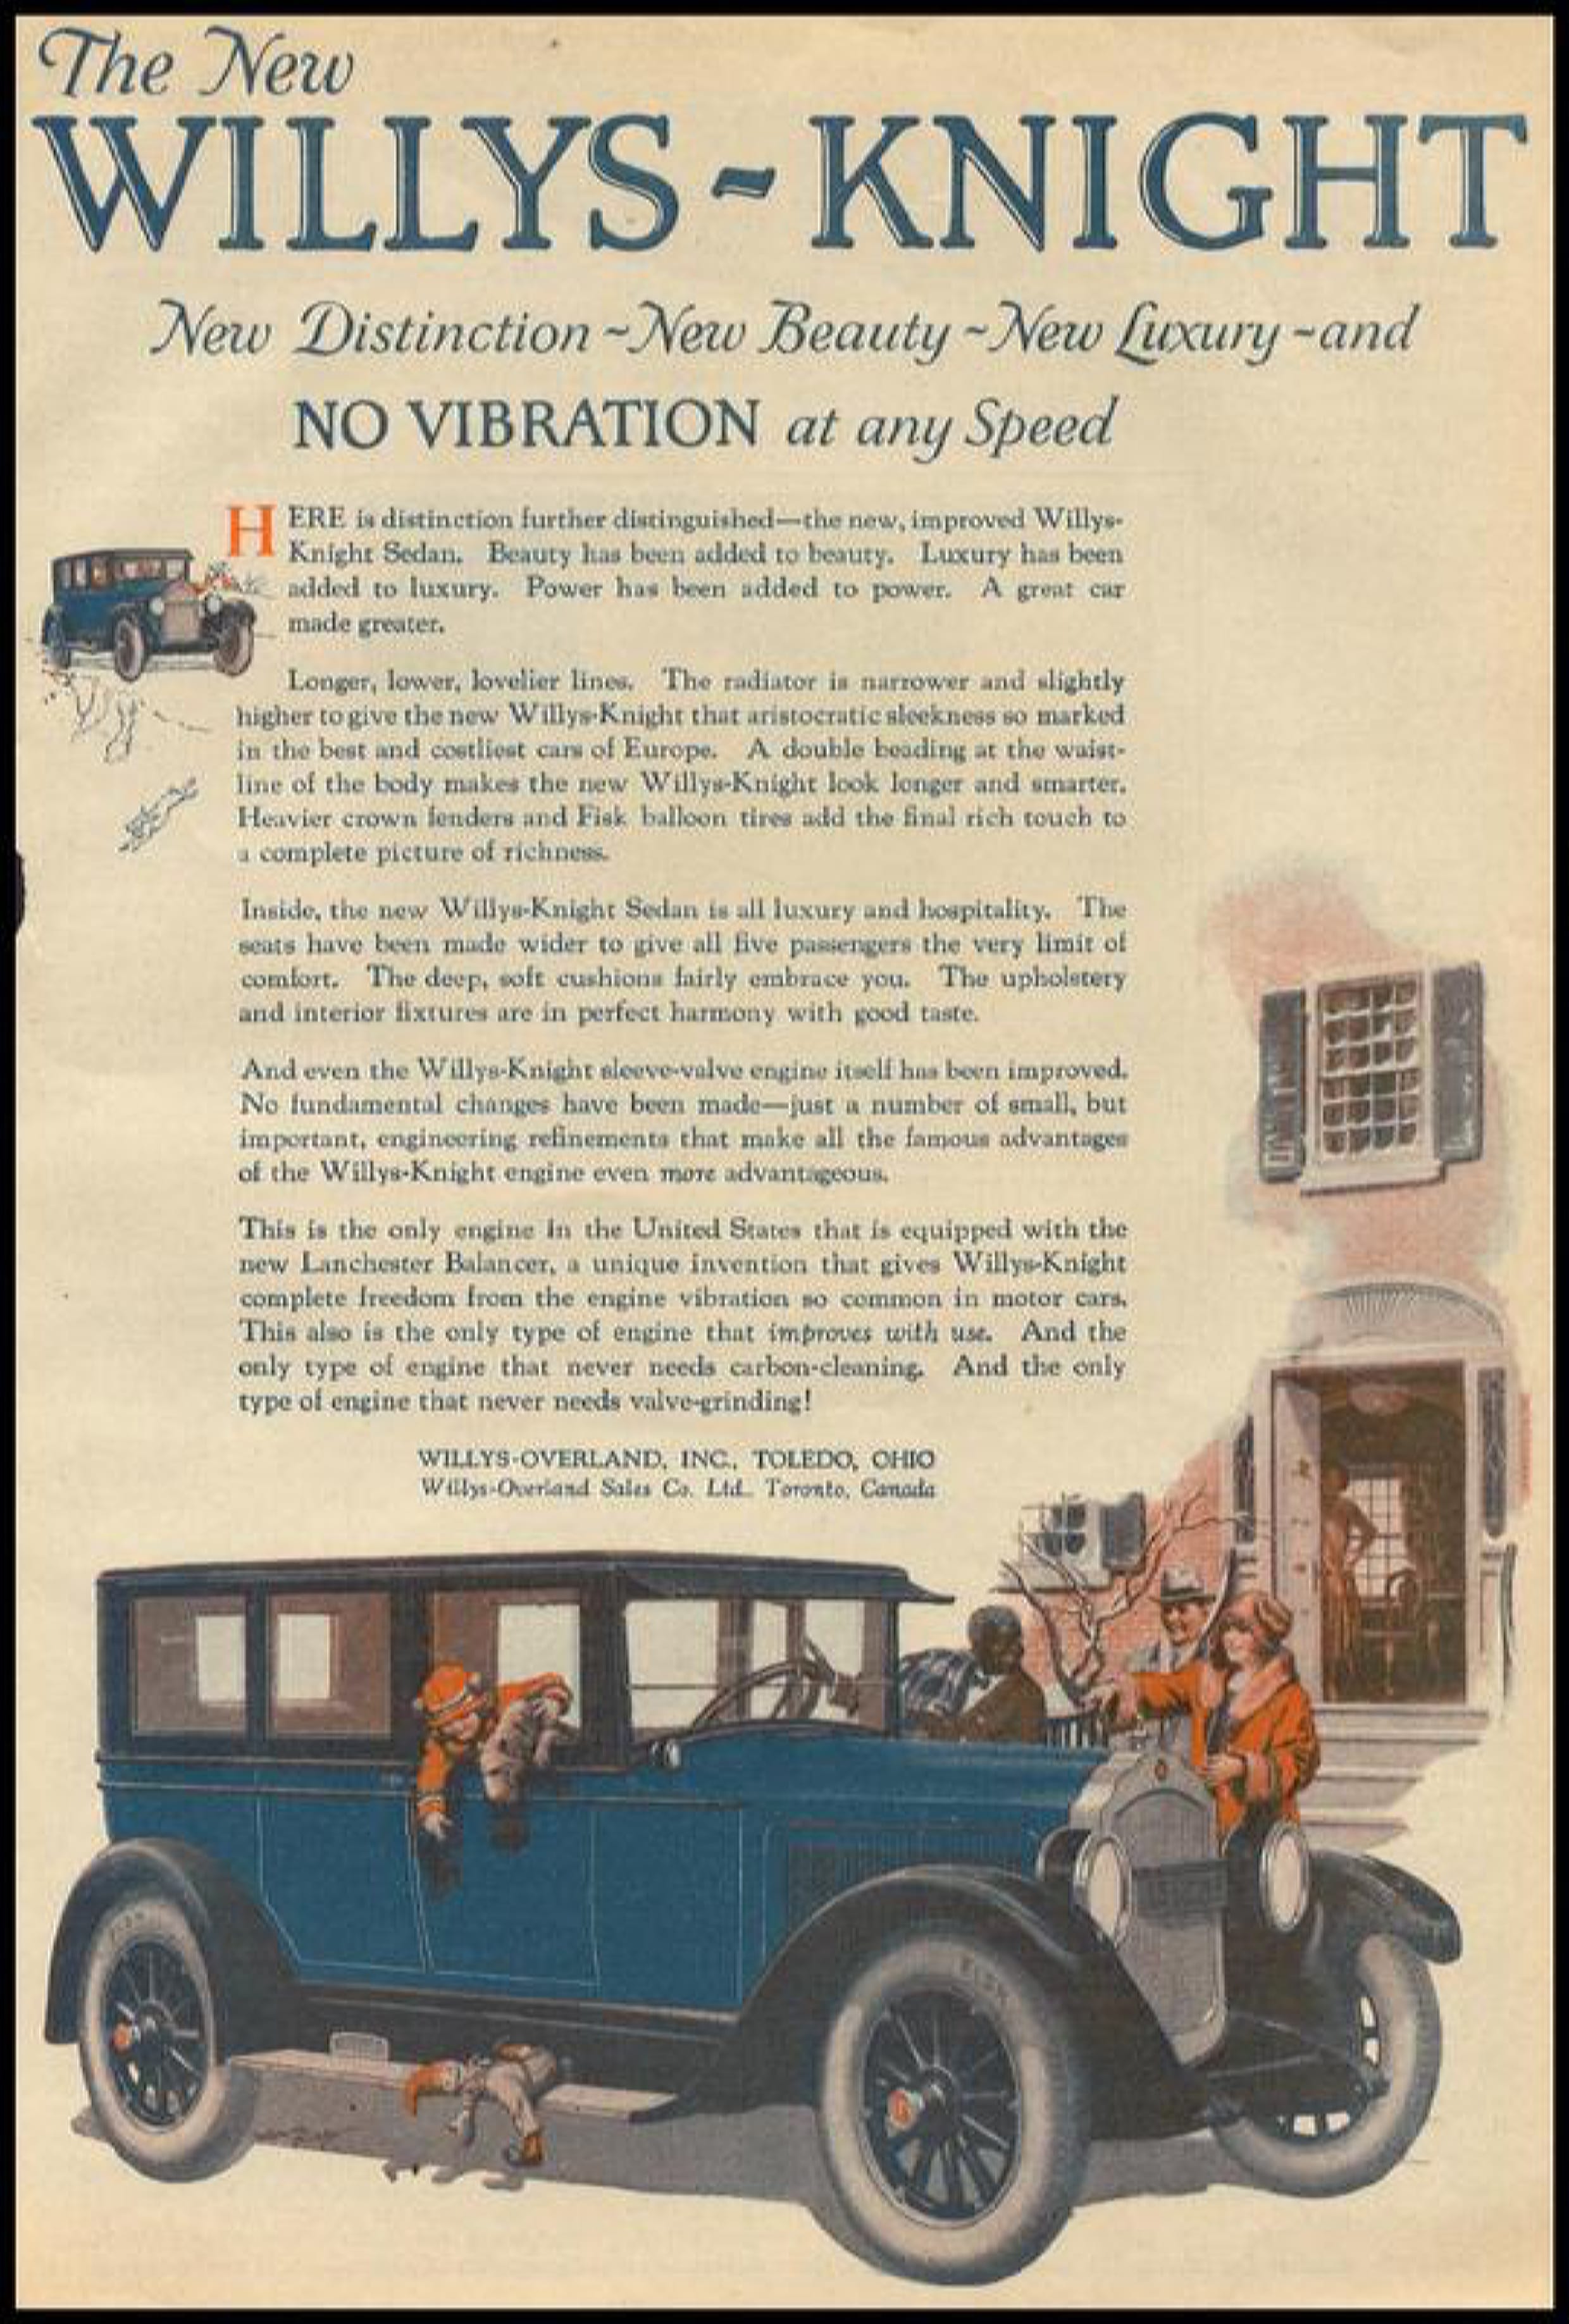 The New
WILLYS-KNIGHT
New Distinction ~ New Beauty ~ New Luxury - and
NO VIBRATION at any Speed
HERE is distinction further distinguished—the new, improved Willys-
Knight Sedan. Beauty has been added to beauty. Luxury has been
added to luxury. Power has been added to power. A great car
made greater.
Longer, lower, lovelier lines. The radiator is narrower and slightly
higher to give the new Willys-Knight that aristocratic sleekness so marked
in the best and costliest cars of Europe. A double beading at the waist-
line of the body makes the new Willys-Knight look longer and smarter.
Heavier crown fenders and Fisk balloon tires add the final rich touch to
a complete picture of richness.
Inside, the new Willys-Knight Sedan is all luxury and hospitality. The
seats have been made wider to give all five passengers the very limit of
comfort. The deep, soft cushions fairly embrace you. The upholstery
and interior fixtures are in perfect harmony with good taste.
And even the Willys-Knight sleeve-valve engine itself has been improved.
No fundamental changes have been made—just a number of small, but
important, engineering refinements that make all the famous advantages
of the Willys-Knight engine even more advantageous.
This is the only engine in the United States that is equipped with the
new Lanchester Balancer, a unique invention that gives Willys-Knight
complete freedom from the engine vibration so common in motor cars.
This also is the only type of engine that improves with use. And the
only type of engine that never needs carbon-cleaning. And the only
type of engine that never needs valve-grinding!
WILLYS-OVERLAND, INC., TOLEDO, OHIO
Willys-Overland Sales Co. Ltd., Toronto, Canada